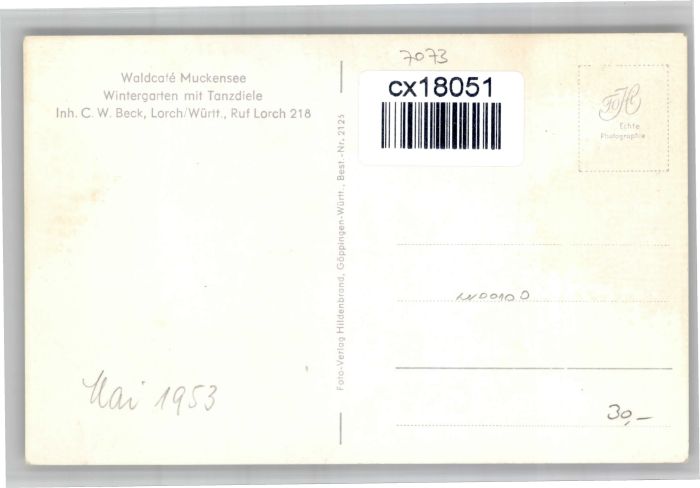 Waldcafé Muckensee
Wintergarten mit Tanzdiele
Inh. C. W. Beck, Lorch/Württ., Ruf Lorch 218
Mai 1953
Foto-Verlag Hildenbrand, Göppingen-Württ., Best.-Nr. 2125
7073
cx18051
Echte
Photographie
30,–